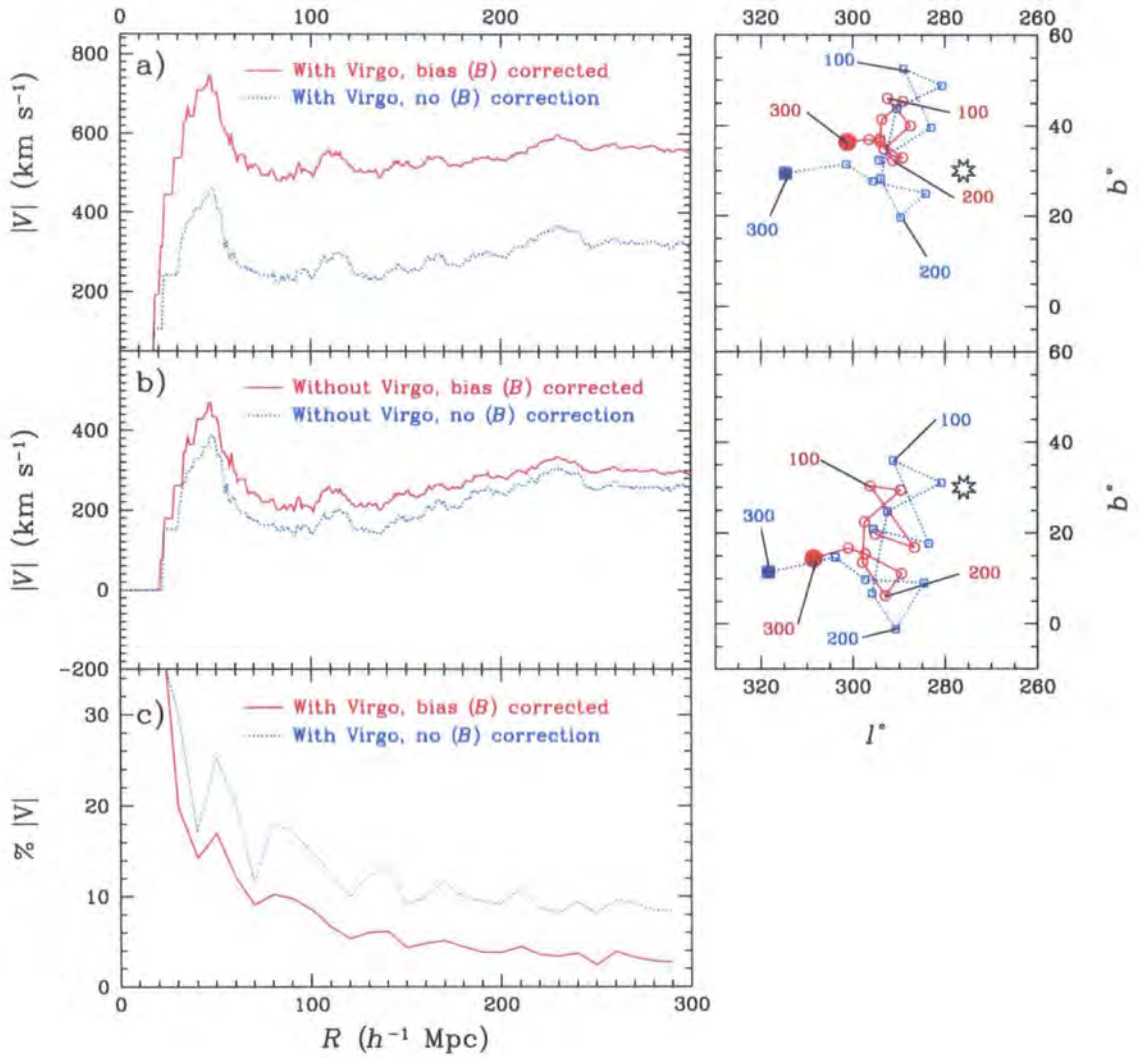 0 100 200
320 300 280 260
a)
With Virgo, bias (B) corrected
With Virgo, no (B) correction
|V| (km s⁻¹)
800
600
400
200
100
300
100
200
300
200
60
40
20
0
b°
b)
Without Virgo, bias (B) corrected
Without Virgo, no (B) correction
|V| (km s⁻¹)
400
200
0
-200
100
100
300
200
300
200
60
40
20
0
b°
320 300 280 260
l°
c)
With Virgo, bias (B) corrected
With Virgo, no (B) correction
% |V|
30
20
10
0
0 100 200 300
R (h⁻¹ Mpc)